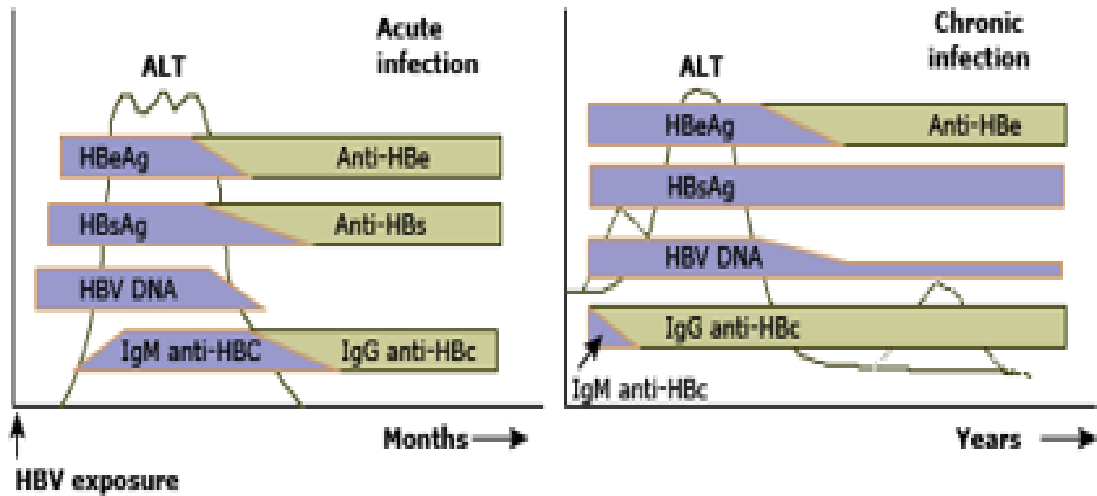 Acute
infection
ALT
HBeAg Anti-HBe
HBsAg Anti-HBs
HBV DNA
IgM anti-HBC IgG anti-HBc
Months
HBV exposure
Chronic
infection
ALT
HBeAg Anti-HBe
HBsAg
HBV DNA
IgG anti-HBc
IgM anti-HBc
Years